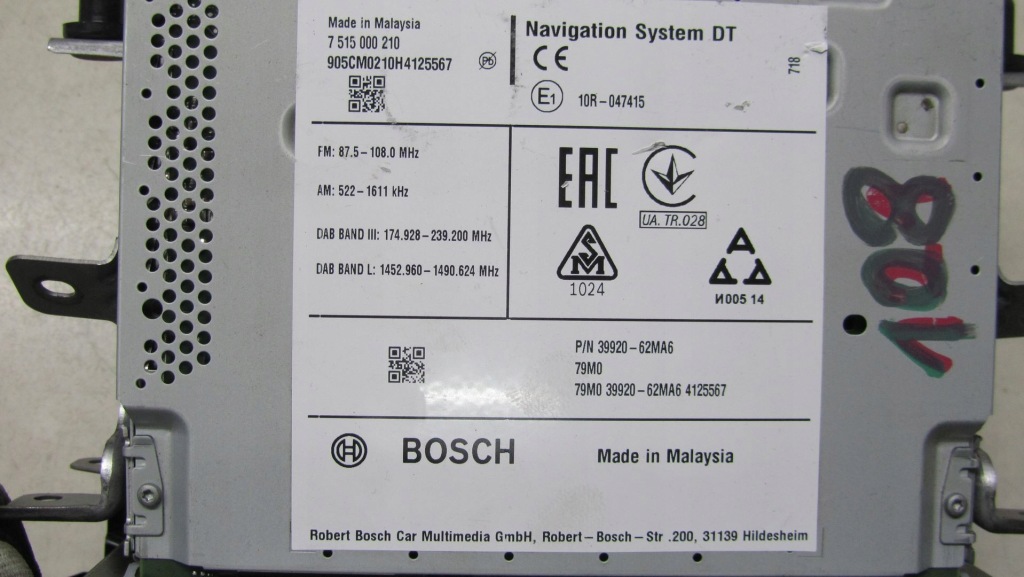 Made in Malaysia
7 515 000 210
905CM0210H4125567
Pb
Navigation System DT
CE
E1
10R-047415
718
FM: 87.5-108.0 MHz
AM: 522-1611 kHz
DAB BAND III: 174.928-239.200 MHz
DAB BAND L: 1452.960-1490.624 MHz
EAC
UA. TR.028
SVM
1024
И005 14
P/N 39920-62MA6
79M0
79M0 39920-62MA6 4125567
BOSCH
Made in Malaysia
Robert Bosch Car Multimedia GmbH, Robert-Bosch-Str .200, 31139 Hildesheim